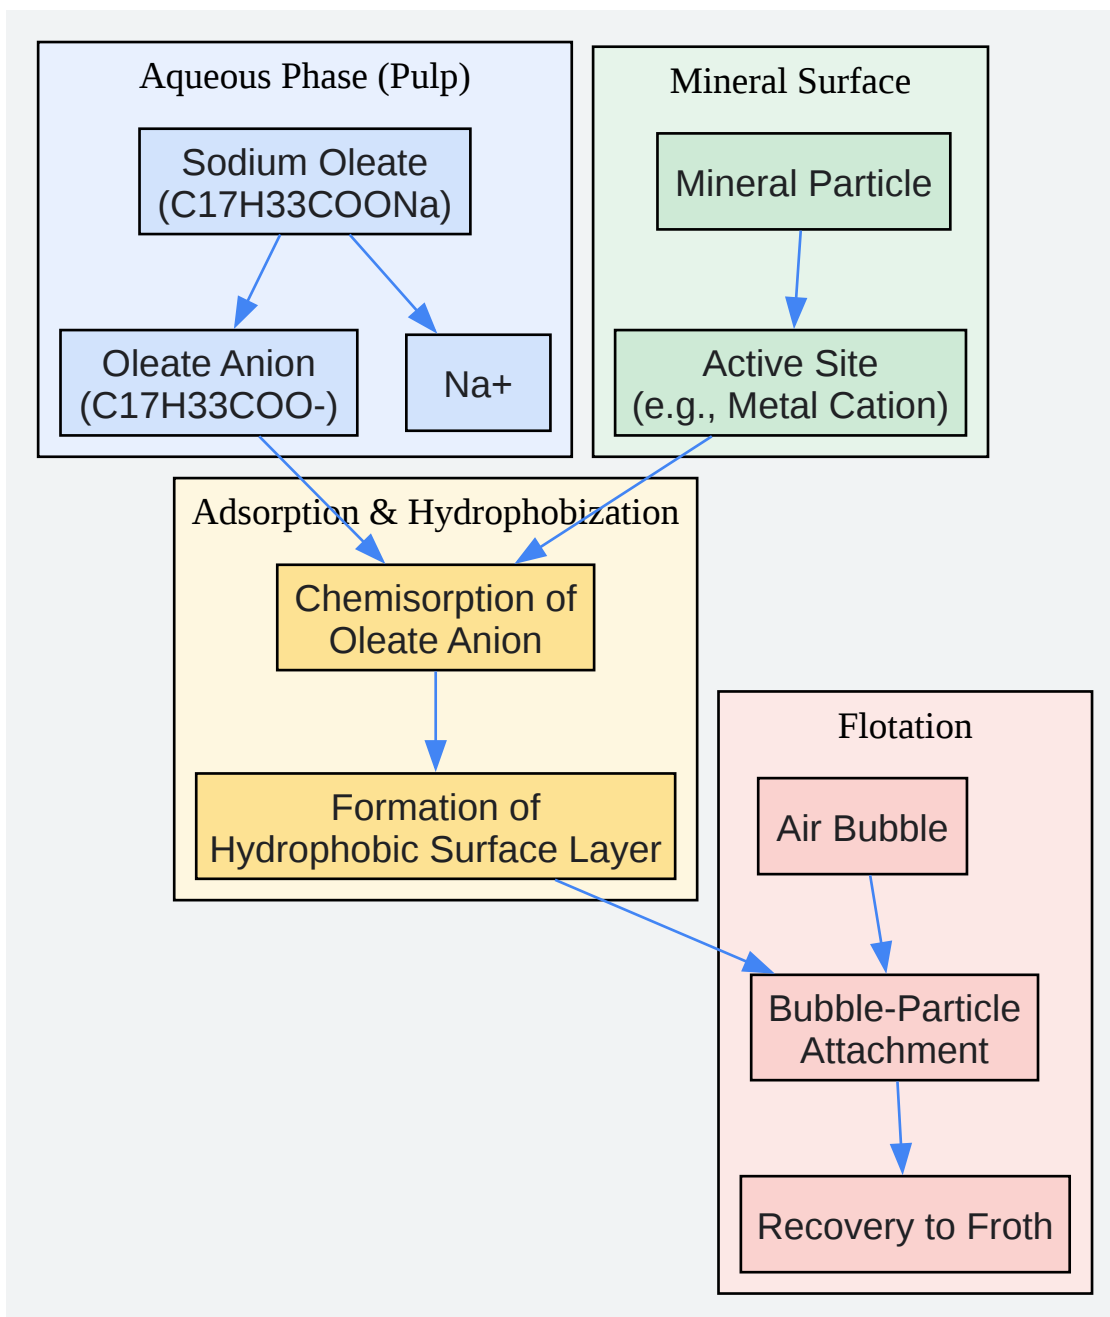 Aqueous Phase (Pulp)
Sodium Oleate
(C17H33COONa)
Oleate Anion
(C17H33COO-)
Na+
Mineral Surface
Mineral Particle
Active Site
(e.g., Metal Cation)
Adsorption & Hydrophobization
Chemisorption of
Oleate Anion
Formation of
Hydrophobic Surface Layer
Flotation
Air Bubble
Bubble-Particle
Attachment
Recovery to Froth